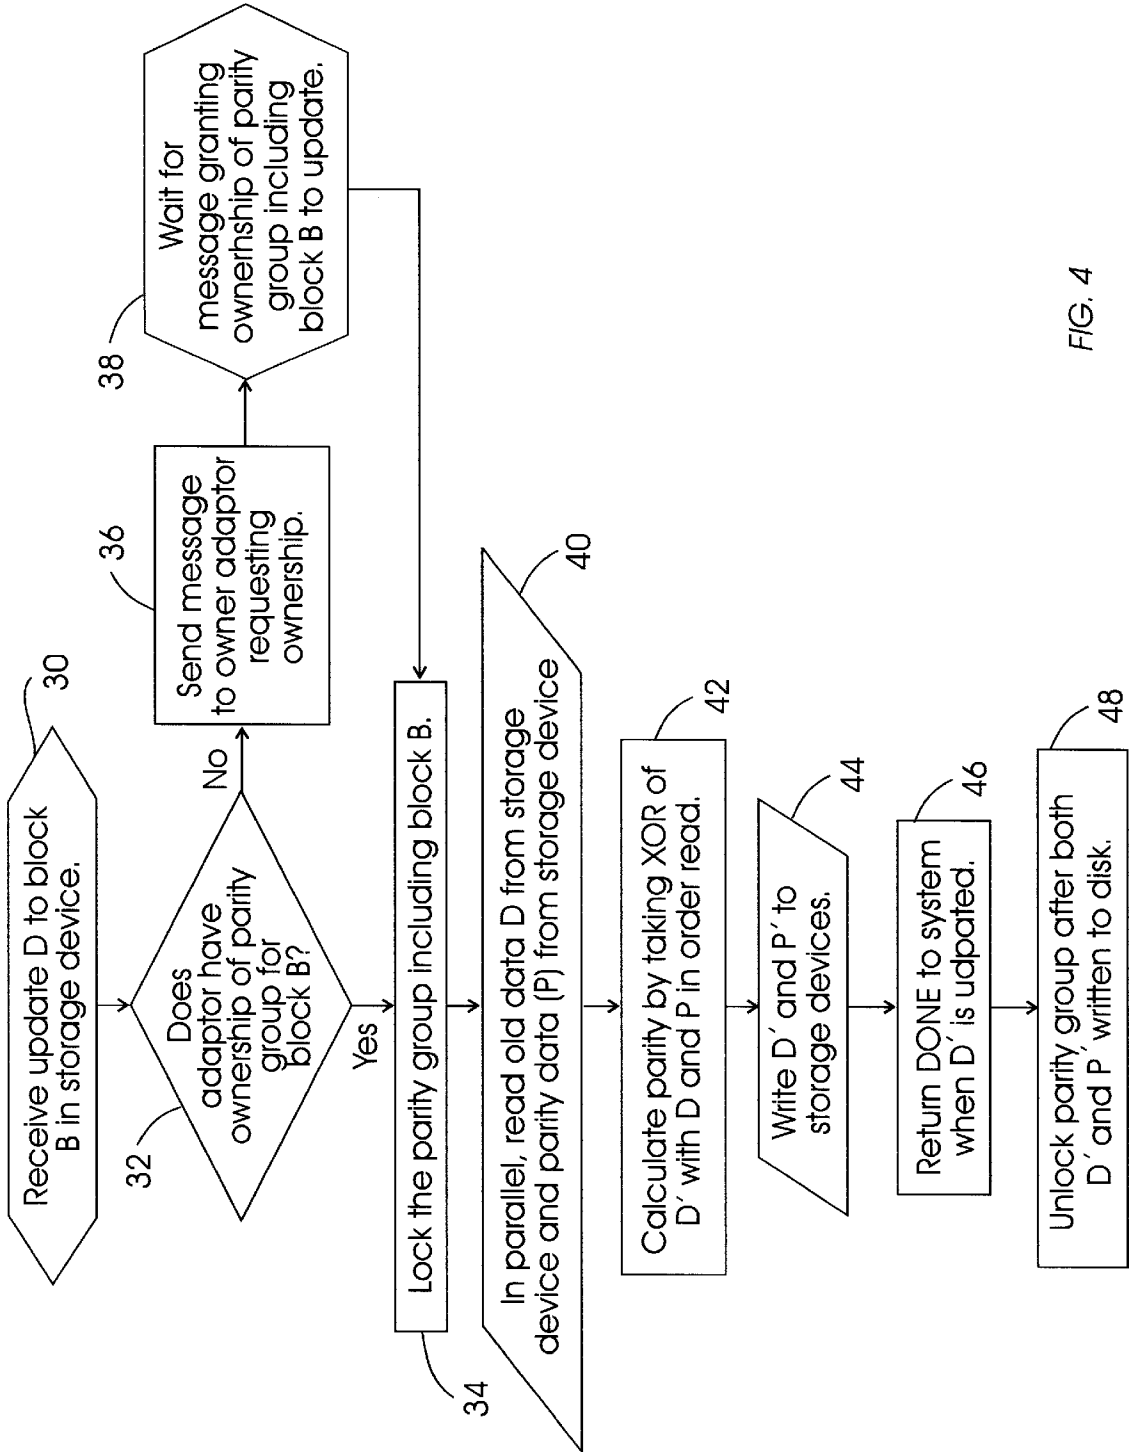 30
Receive update D to block
B in storage device.
32
Does
adaptor have
ownership of parity
group for
block B?
No
Yes
36
Send message
to owner adaptor
requesting
ownership.
38
Wait for
message granting
ownerhship of parity
group including
block B to update.
34
Lock the parity group including block B.
40
In parallel, read old data D from storage
device and parity data (P) from storage device
42
Calculate parity by taking XOR of
D′ with D and P in order read.
44
Write D′ and P′ to
storage devices.
46
Return DONE to system
when D′ is udpated.
48
Unlock parity group after both
D′ and P′ written to disk.
FIG. 4